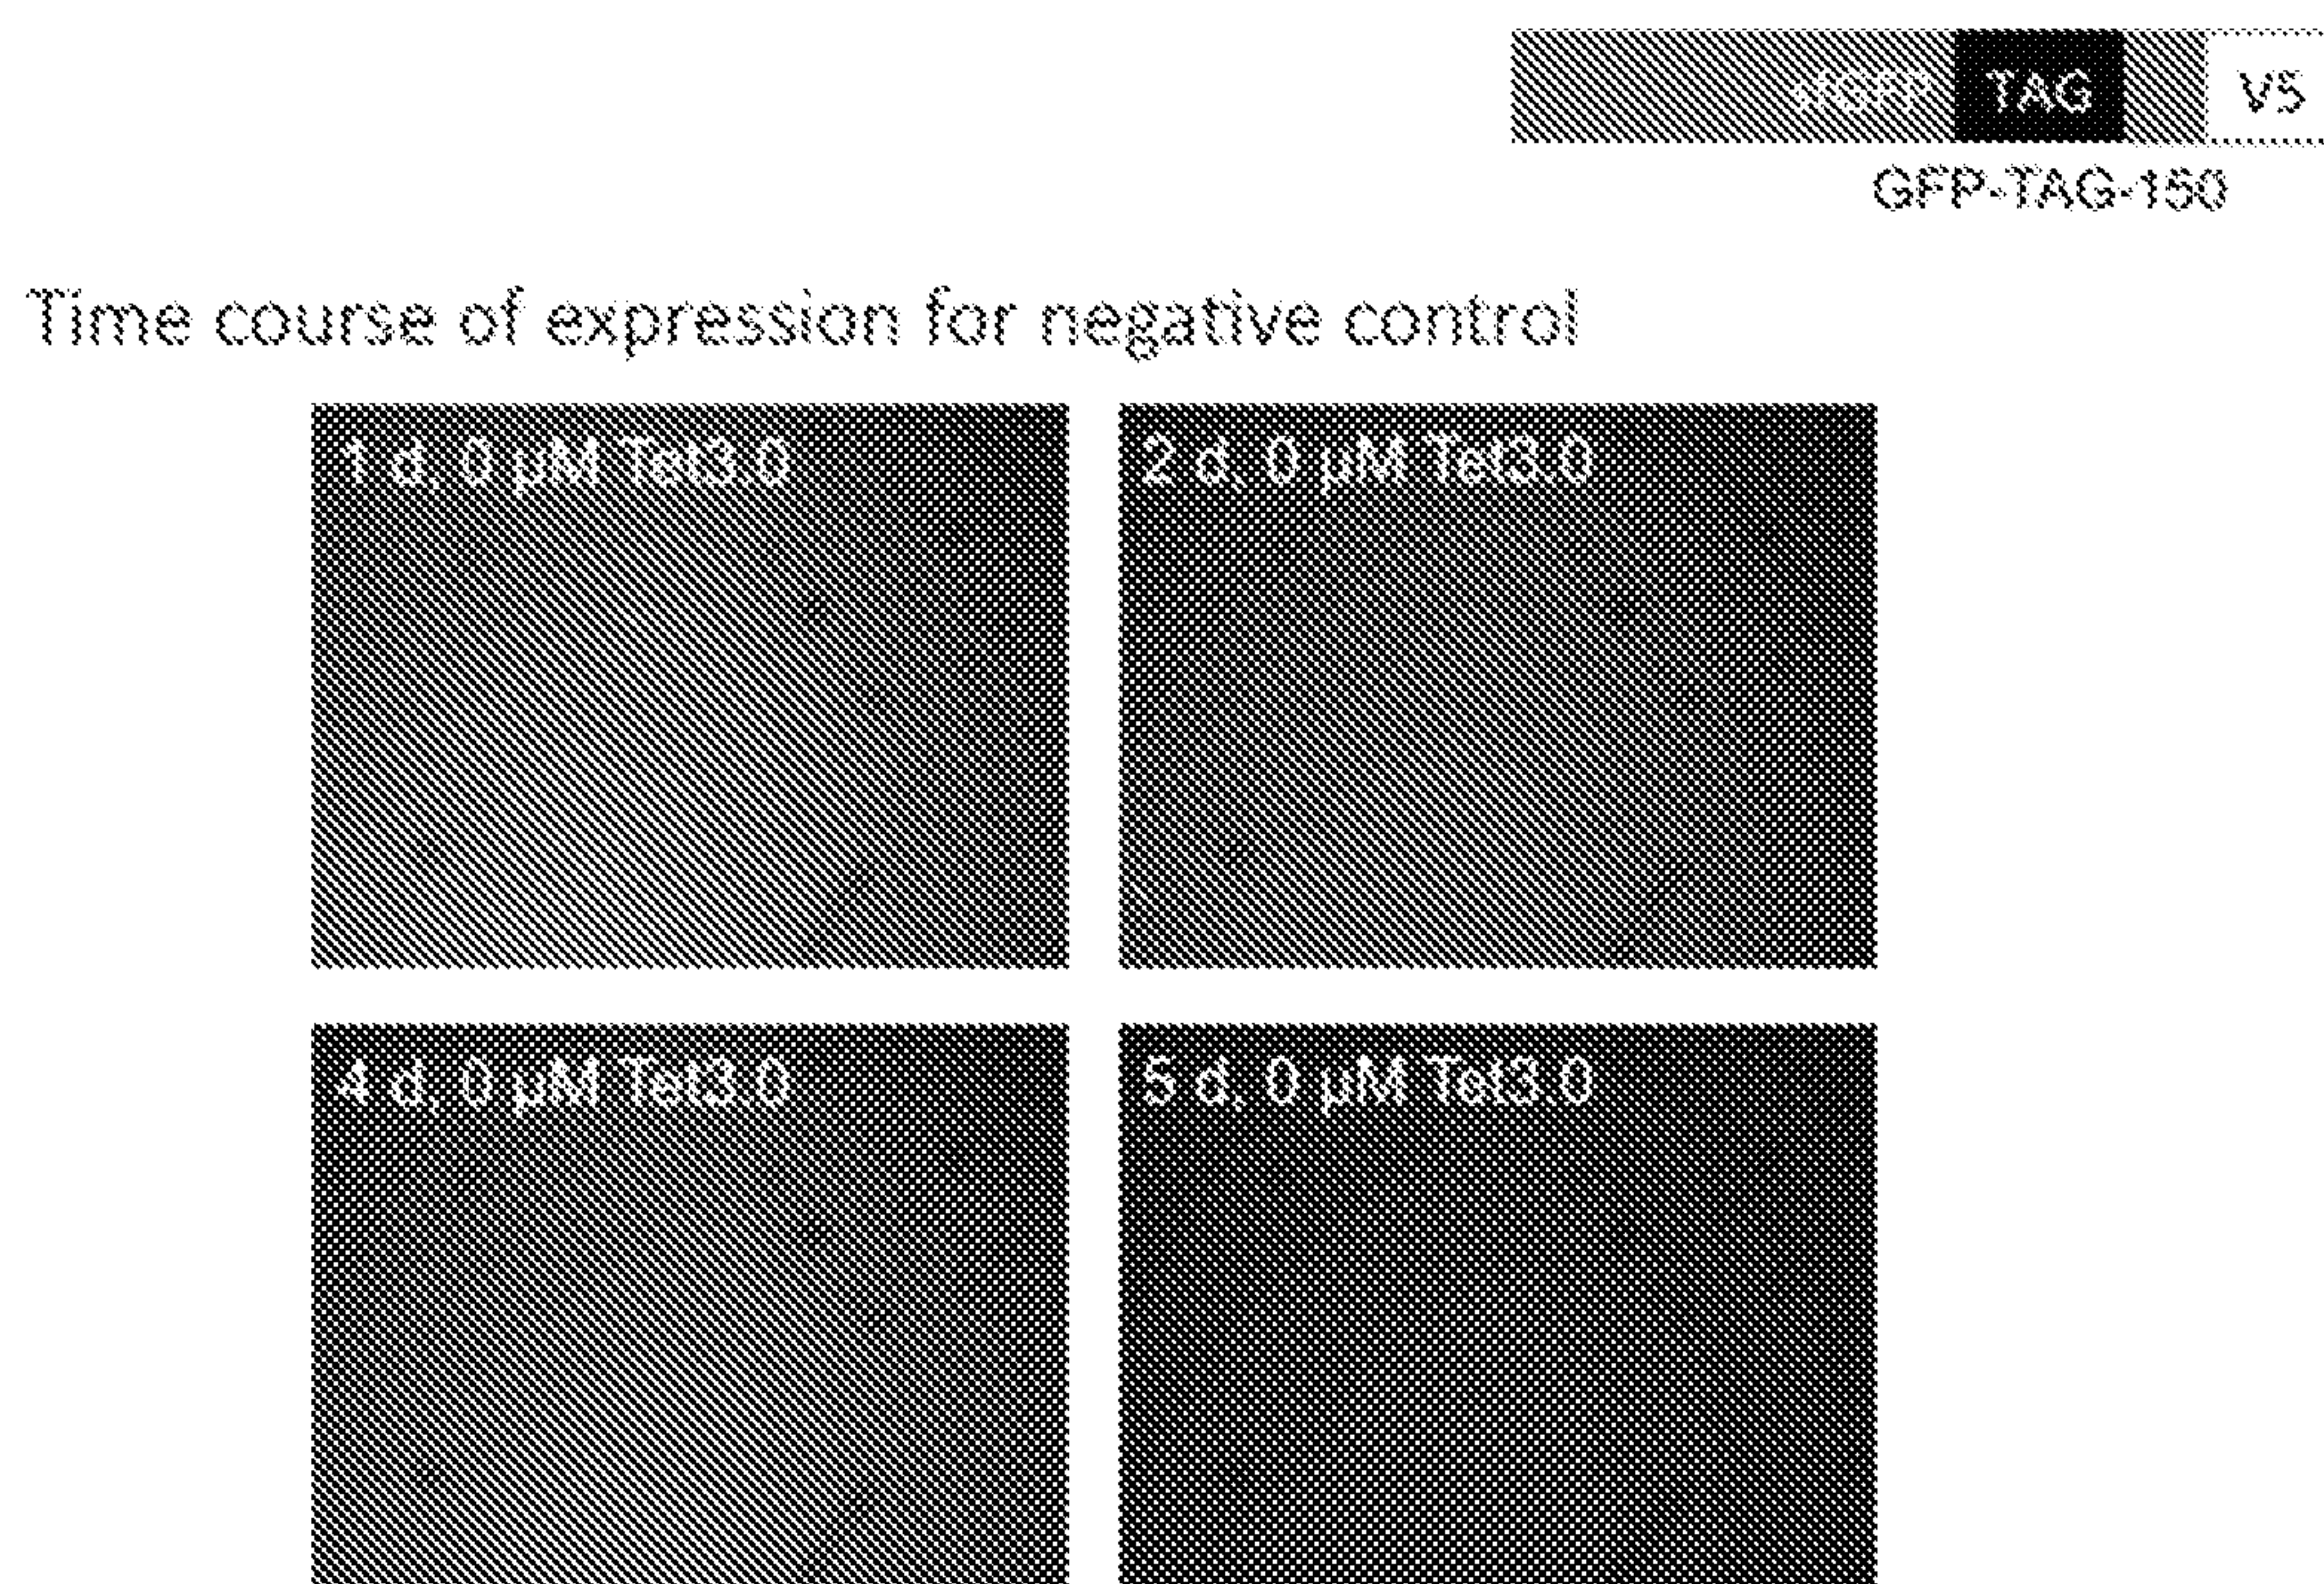 sfGFP TAG V5
GFP-TAG-150
Time course of expression for negative control
1 d, 0 µM Tet3.0
2 d, 0 µM Tet3.0
4 d, 0 µM Tet3.0
5 d, 0 µM Tet3.0